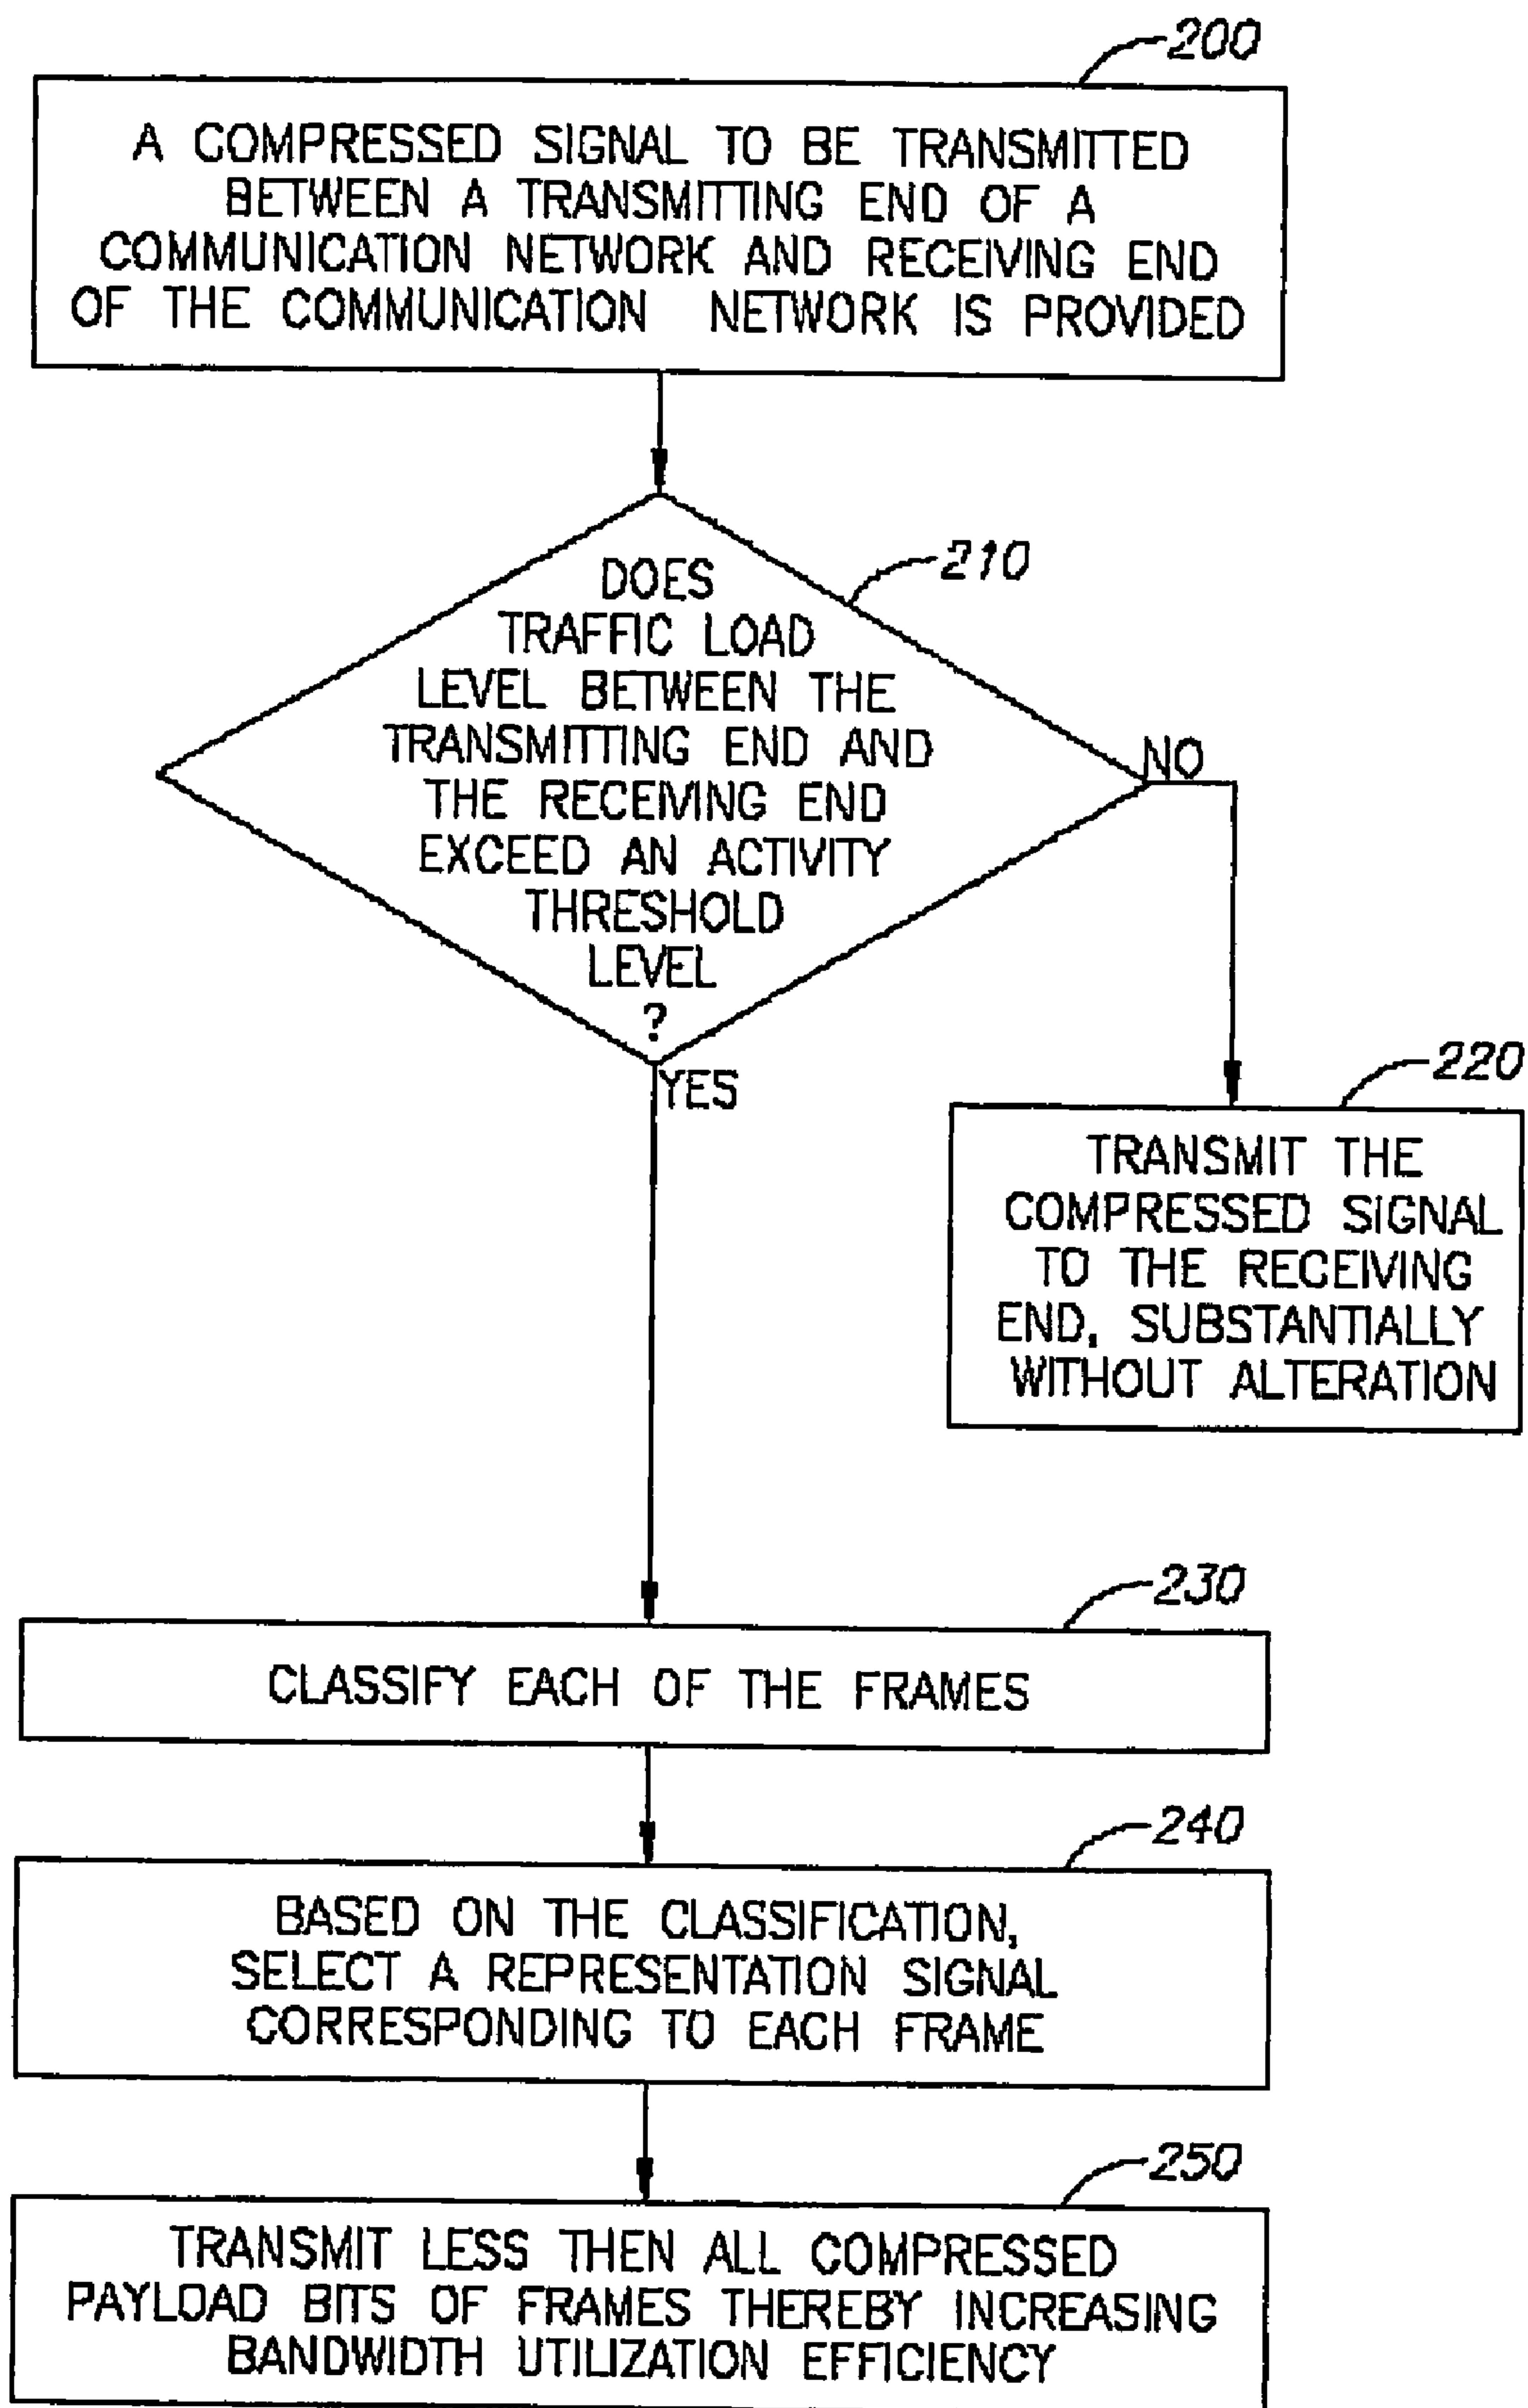 200
A COMPRESSED SIGNAL TO BE TRANSMITTED
BETWEEN A TRANSMITTING END OF A
COMMUNICATION NETWORK AND RECEIVING END
OF THE COMMUNICATION NETWORK IS PROVIDED
210
DOES
TRAFFIC LOAD
LEVEL BETWEEN THE
TRANSMITTING END AND
THE RECEIVING END
EXCEED AN ACTIVITY
THRESHOLD
LEVEL
?
NO
YES
220
TRANSMIT THE
COMPRESSED SIGNAL
TO THE RECEIVING
END, SUBSTANTIALLY
WITHOUT ALTERATION
230
CLASSIFY EACH OF THE FRAMES
240
BASED ON THE CLASSIFICATION,
SELECT A REPRESENTATION SIGNAL
CORRESPONDING TO EACH FRAME
250
TRANSMIT LESS THEN ALL COMPRESSED
PAYLOAD BITS OF FRAMES THEREBY INCREASING
BANDWIDTH UTILIZATION EFFICIENCY